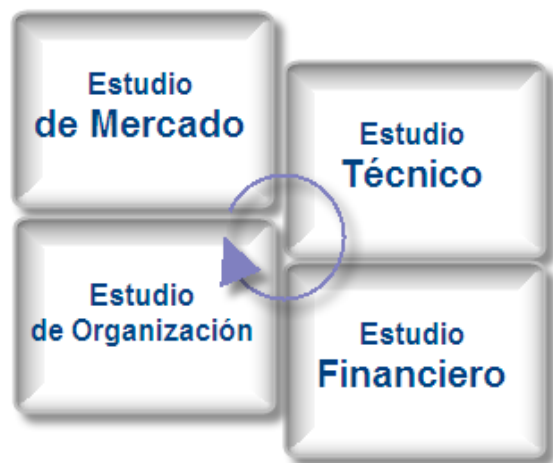 Estudio
de Mercado
Estudio
Técnico
Estudio
de Organización
Estudio
Financiero